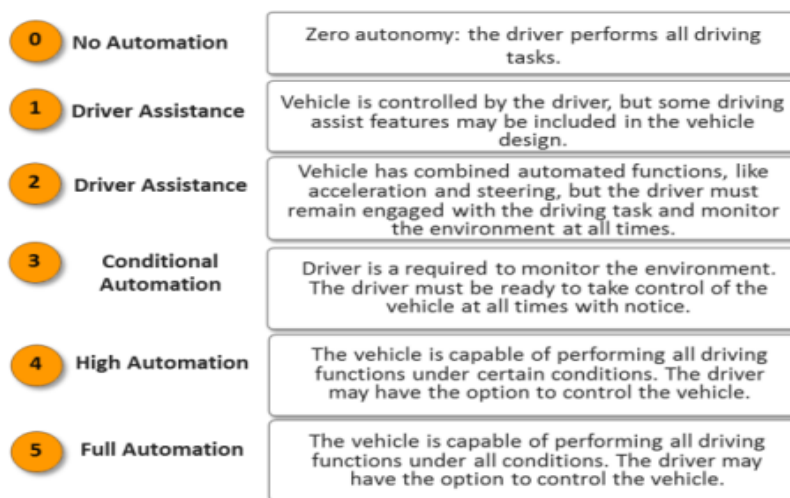 0
No Automation
Zero autonomy: the driver performs all driving
tasks.
1
Driver Assistance
Vehicle is controlled by the driver, but some driving
assist features may be included in the vehicle
design.
2
Driver Assistance
Vehicle has combined automated functions, like
acceleration and steering, but the driver must
remain engaged with the driving task and monitor
the environment at all times.
3
Conditional
Automation
Driver is a required to monitor the environment.
The driver must be ready to take control of the
vehicle at all times with notice.
4
High Automation
The vehicle is capable of performing all driving
functions under certain conditions. The driver
may have the option to control the vehicle.
5
Full Automation
The vehicle is capable of performing all driving
functions under all conditions. The driver may
have the option to control the vehicle.